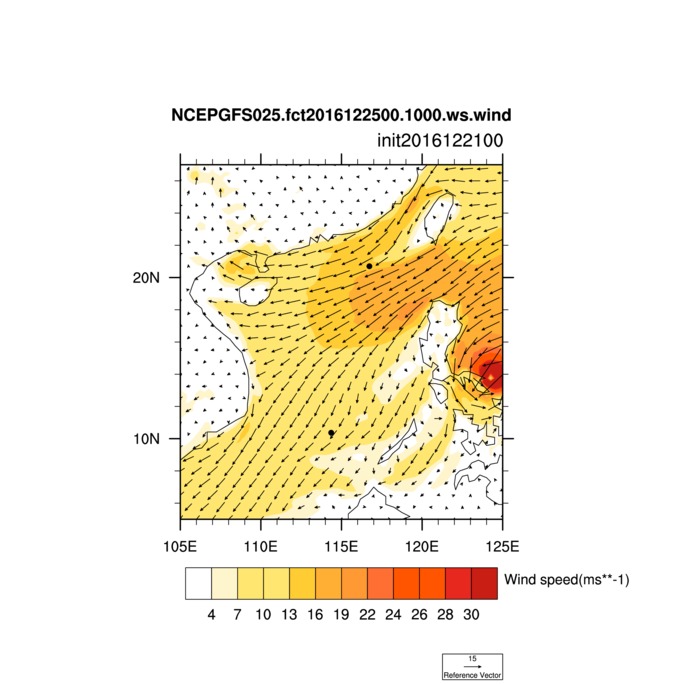 NCEPGFS025.fct2016122500.1000.ws.wind
init2016122100
20N
10N
105E 110E 115E 120E 125E
Wind speed(ms**-1)
4 7 10 13 16 19 22 24 26 28 30
15
Reference Vector